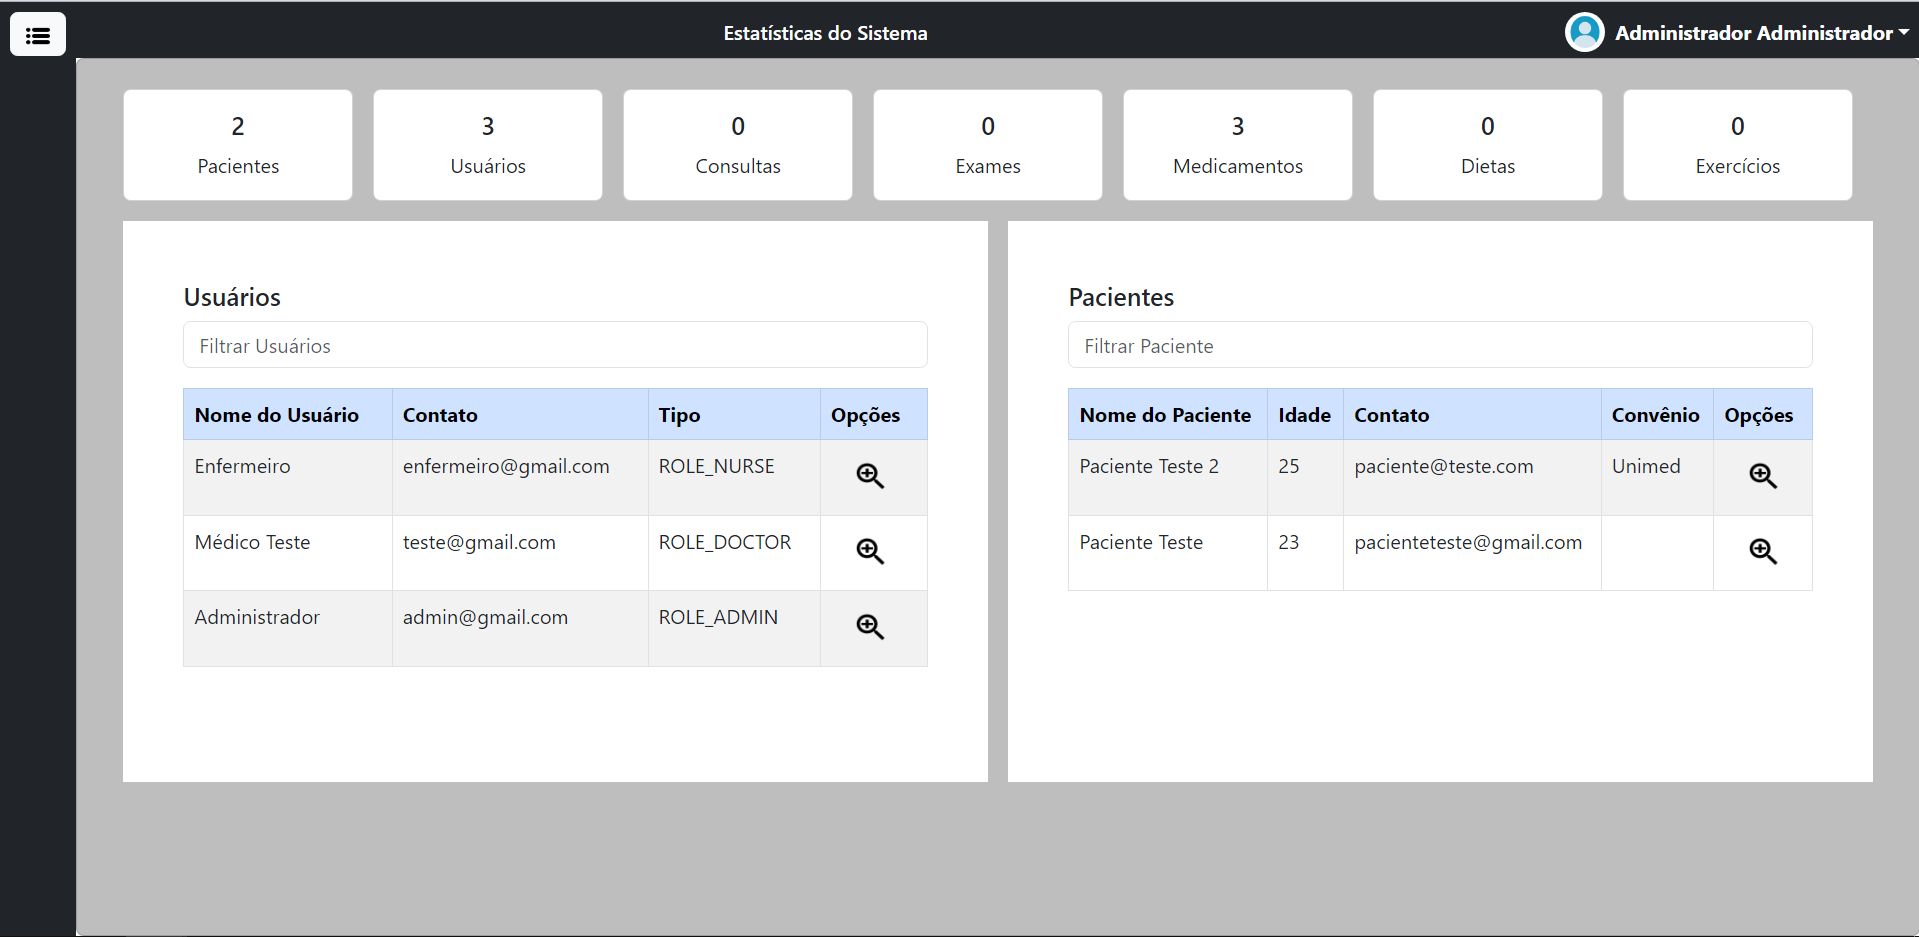 Estatísticas do Sistema
Administrador Administrador
2
Pacientes
3
Usuários
0
Consultas
0
Exames
3
Medicamentos
0
Dietas
0
Exercícios
Usuários
Filtrar Usuários
Nome do Usuário Contato Tipo Opções
Enfermeiro enfermeiro@gmail.com ROLE_NURSE
Médico Teste teste@gmail.com ROLE_DOCTOR
Administrador admin@gmail.com ROLE_ADMIN
Pacientes
Filtrar Paciente
Nome do Paciente Idade Contato Convênio Opções
Paciente Teste 2 25 paciente@teste.com Unimed
Paciente Teste 23 pacienteteste@gmail.com